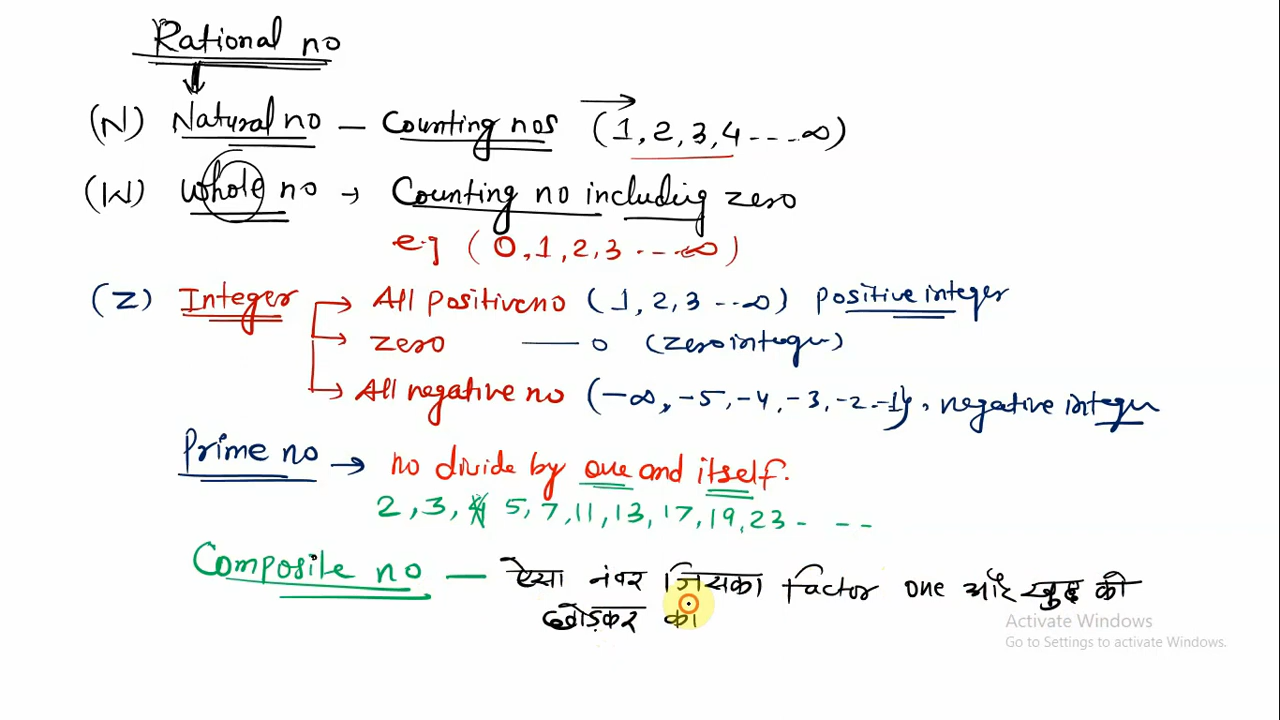 Rational no
(N) Natural no — Counting nos (1, 2, 3, 4 - - - ∞)
(W) Whole no → Counting no including zero
e.g (0, 1, 2, 3 - - - ∞)
(Z) Integer → All positive no (1, 2, 3 - - ∞) positive integer
→ zero — 0 (zero integer)
→ All negative no (-∞, -5, -4, -3, -2 -1), negative integer
Prime no → no divide by one and itself.
2, 3, 5, 7, 11, 13, 17, 19, 23 - - -
Composite no — ऐसा नंबर जिसका factor one और खुद को
छोड़कर का
Activate Windows
Go to Settings to activate Windows.